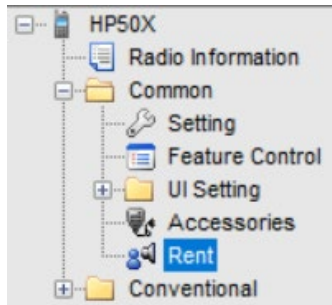 HP50X
Radio Information
Common
Setting
Feature Control
UI Setting
Accessories
Rent
Conventional